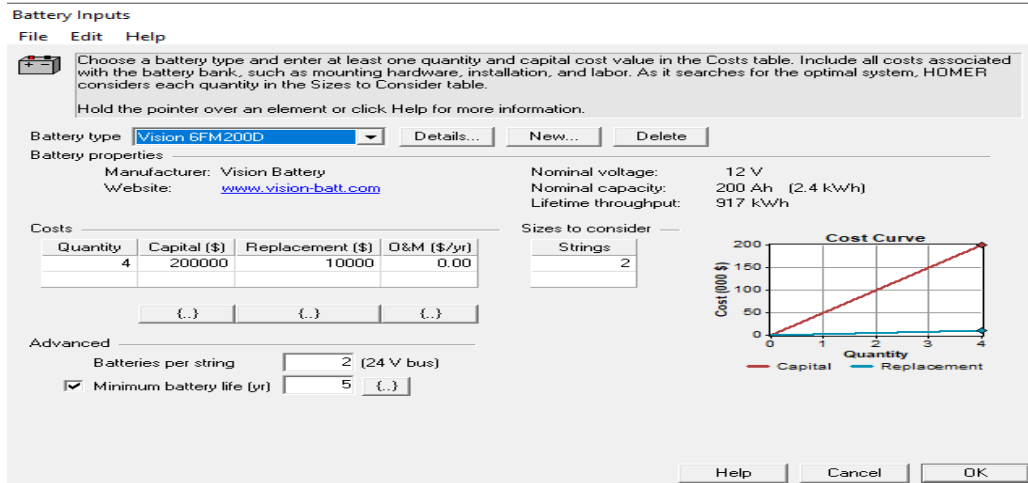 Battery Inputs
File Edit Help
Choose a battery type and enter at least one quantity and capital cost value in the Costs table. Include all costs associated
with the battery bank, such as mounting hardware, installation, and labor. As it searches for the optimal system, HOMER
considers each quantity in the Sizes to Consider table.
Hold the pointer over an element or click Help for more information.
Battery type Vision 6FM200D Details... New... Delete
Battery properties
Manufacturer: Vision Battery Nominal voltage: 12 V
Website: www.vision-batt.com Nominal capacity: 200 Ah (2.4 kWh)
Lifetime throughput: 917 kWh
Costs Sizes to consider
Quantity Capital ($) Replacement ($) O&M ($/yr) Strings
4 200000 10000 0.00 2
{..} {..} {..}
Advanced
Batteries per string 2 (24 V bus)
Minimum battery life (yr) 5 {..}
Cost Curve
Cost (000 $)
200
150
100
50
0
0 1 2 3 4
Quantity
Capital Replacement
Help Cancel OK